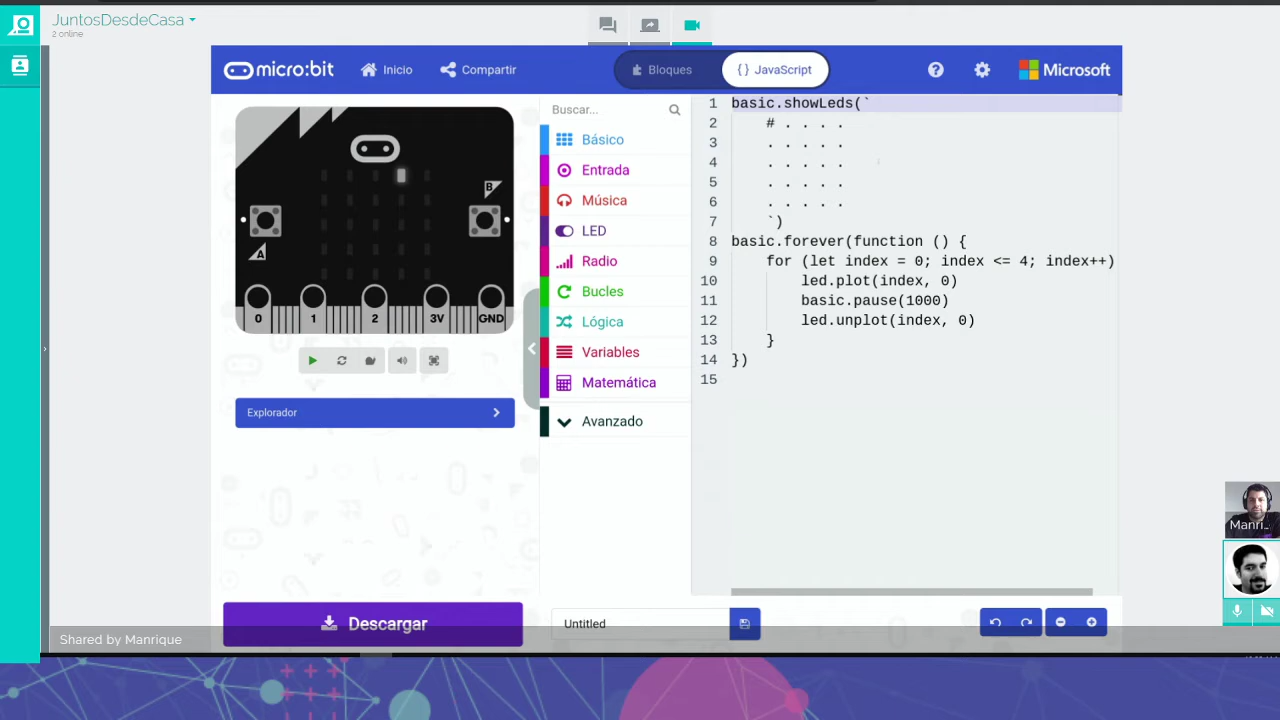 JuntosDesdeCasa
2 online
micro:bit
Inicio
Compartir
Bloques
{} JavaScript
Microsoft
B
A
0
1
2
3V
GND
Explorador
Descargar
Buscar...
Básico
Entrada
Música
LED
Radio
Bucles
Lógica
Variables
Matemática
Avanzado
1 basic.showLeds(`
2 # . . . .
3 . . . . .
4 . . . . .
5 . . . . .
6 . . . . .
7 `)
8 basic.forever(function () {
9 for (let index = 0; index <= 4; index++)
10 led.plot(index, 0)
11 basic.pause(1000)
12 led.unplot(index, 0)
13 }
14 })
15
Untitled
Manri...
Shared by Manrique